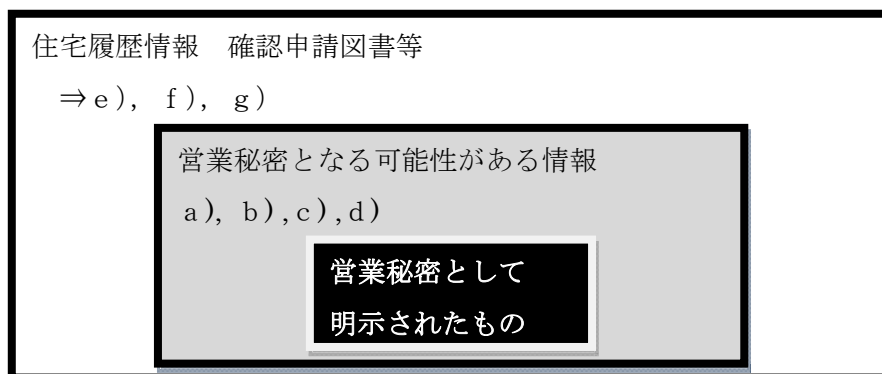 住宅履歴情報　確認申請図書等
⇒ｅ)，ｆ)，ｇ)
営業秘密となる可能性がある情報
ａ)，ｂ),ｃ),ｄ)
営業秘密として
明示されたもの